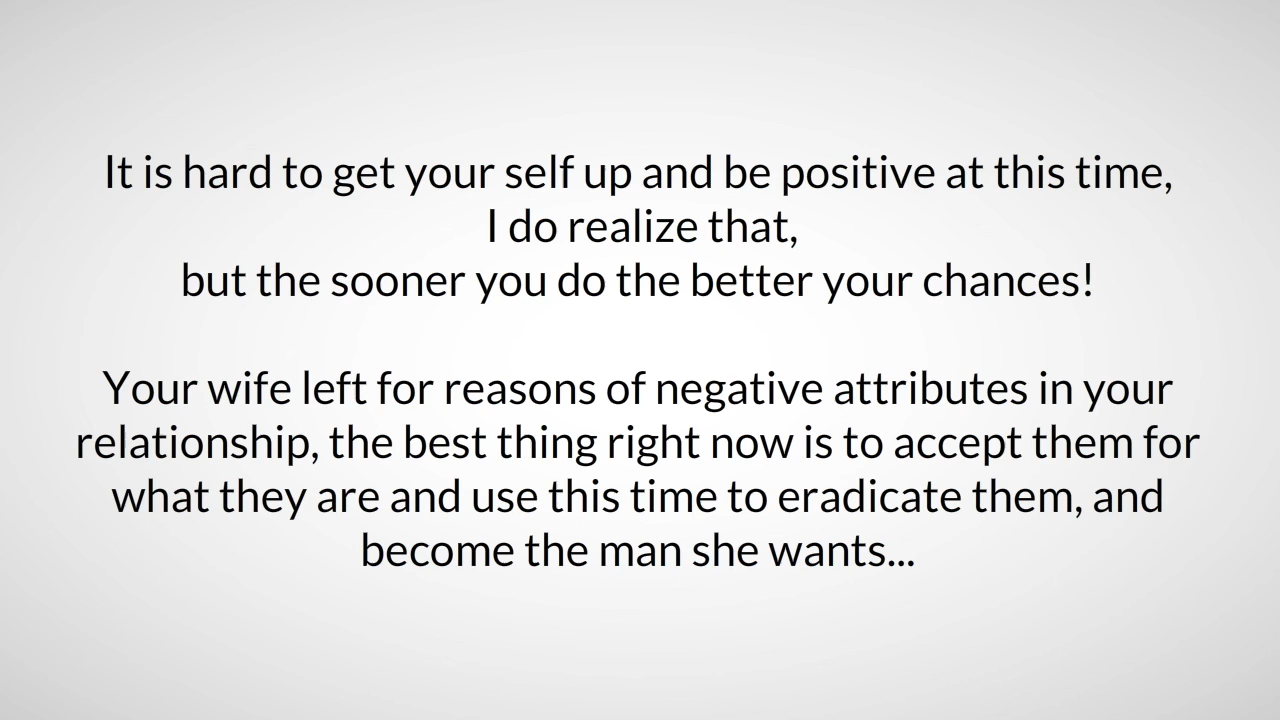 It is hard to get your self up and be positive at this time,
I do realize that,
but the sooner you do the better your chances!
Your wife left for reasons of negative attributes in your
relationship, the best thing right now is to accept them for
what they are and use this time to eradicate them, and
become the man she wants...